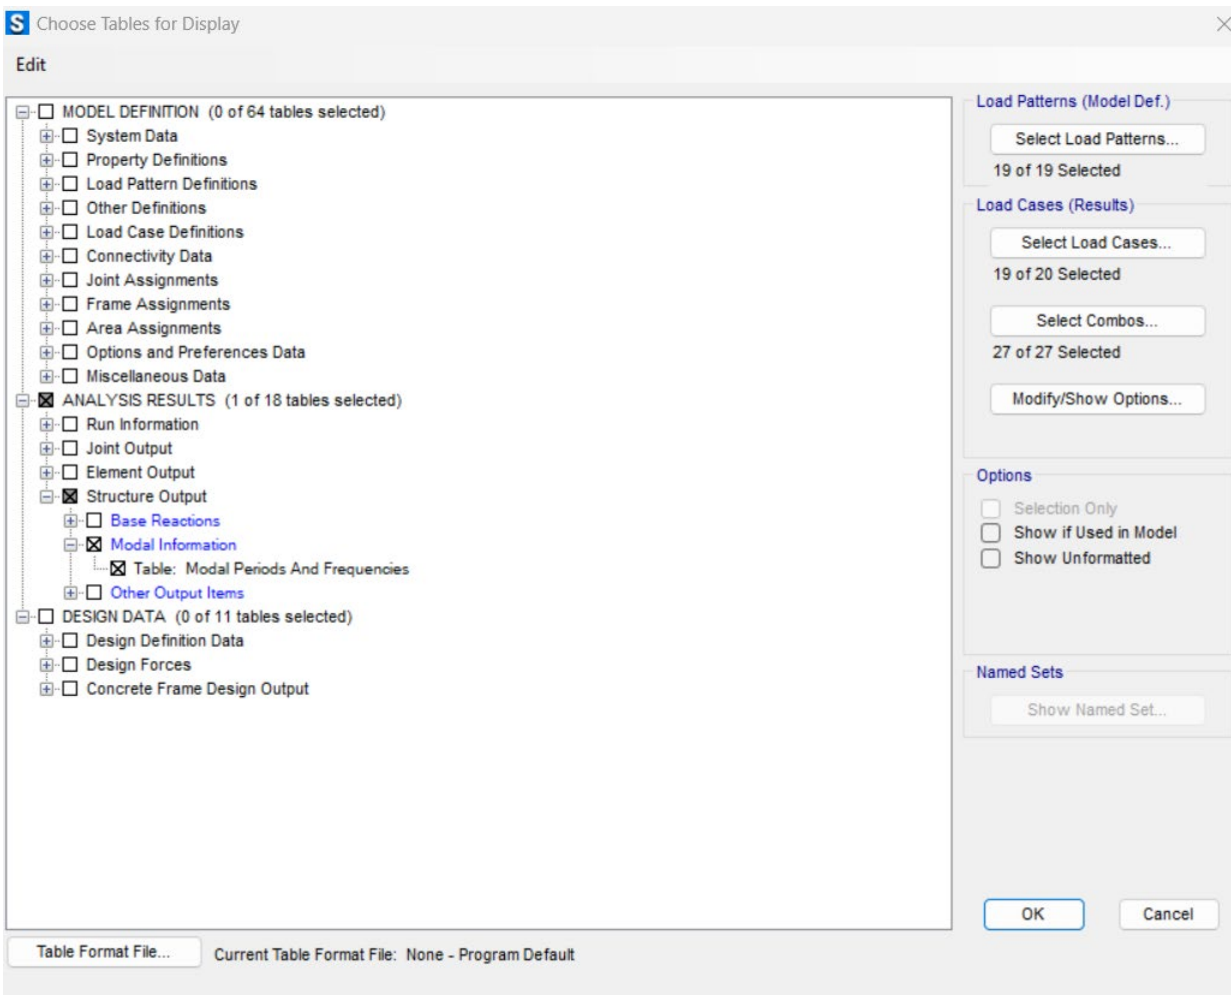 S Choose Tables for Display
Edit
MODEL DEFINITION (0 of 64 tables selected)
System Data
Property Definitions
Load Pattern Definitions
Other Definitions
Load Case Definitions
Connectivity Data
Joint Assignments
Frame Assignments
Area Assignments
Options and Preferences Data
Miscellaneous Data
ANALYSIS RESULTS (1 of 18 tables selected)
Run Information
Joint Output
Element Output
Structure Output
Base Reactions
Modal Information
Table: Modal Periods And Frequencies
Other Output Items
DESIGN DATA (0 of 11 tables selected)
Design Definition Data
Design Forces
Concrete Frame Design Output
Load Patterns (Model Def.)
Select Load Patterns...
19 of 19 Selected
Load Cases (Results)
Select Load Cases...
19 of 20 Selected
Select Combos...
27 of 27 Selected
Modify/Show Options...
Options
Selection Only
Show if Used in Model
Show Unformatted
Named Sets
Show Named Set...
OK Cancel
Table Format File... Current Table Format File: None - Program Default